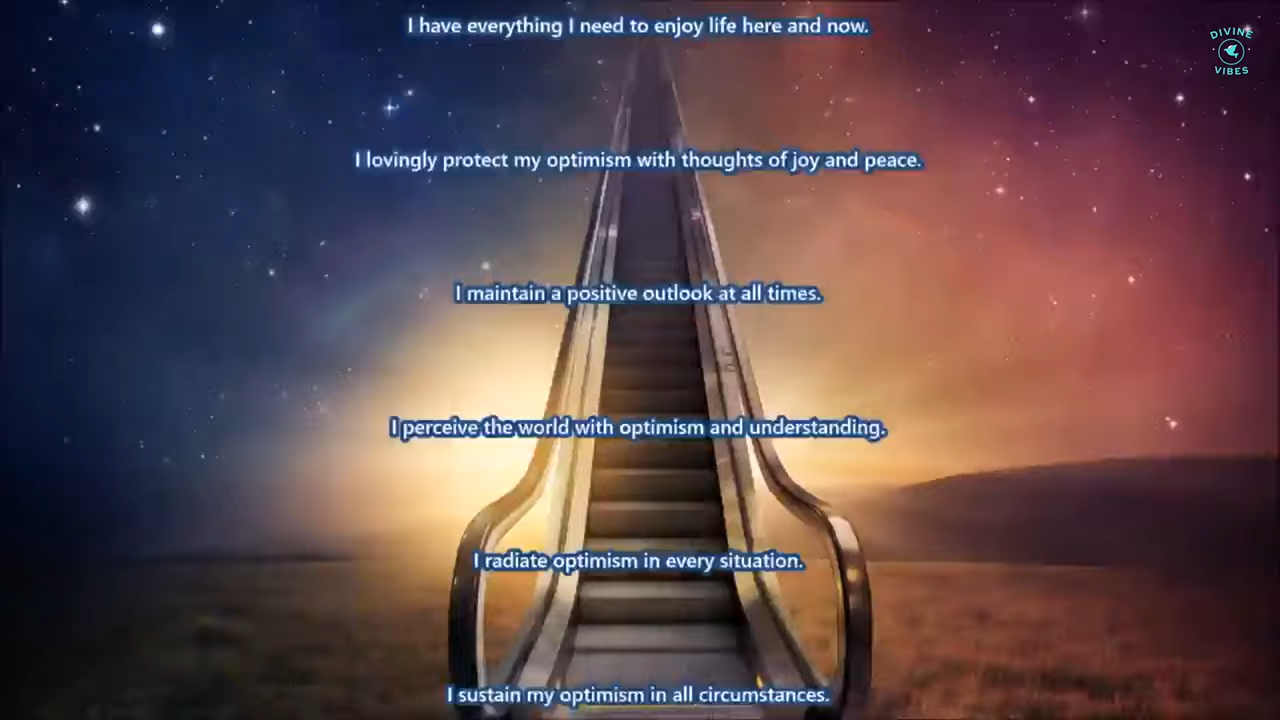 I have everything I need to enjoy life here and now.
DIVINE
VIBES
I lovingly protect my optimism with thoughts of joy and peace.
I maintain a positive outlook at all times.
I perceive the world with optimism and understanding.
I radiate optimism in every situation.
I sustain my optimism in all circumstances.